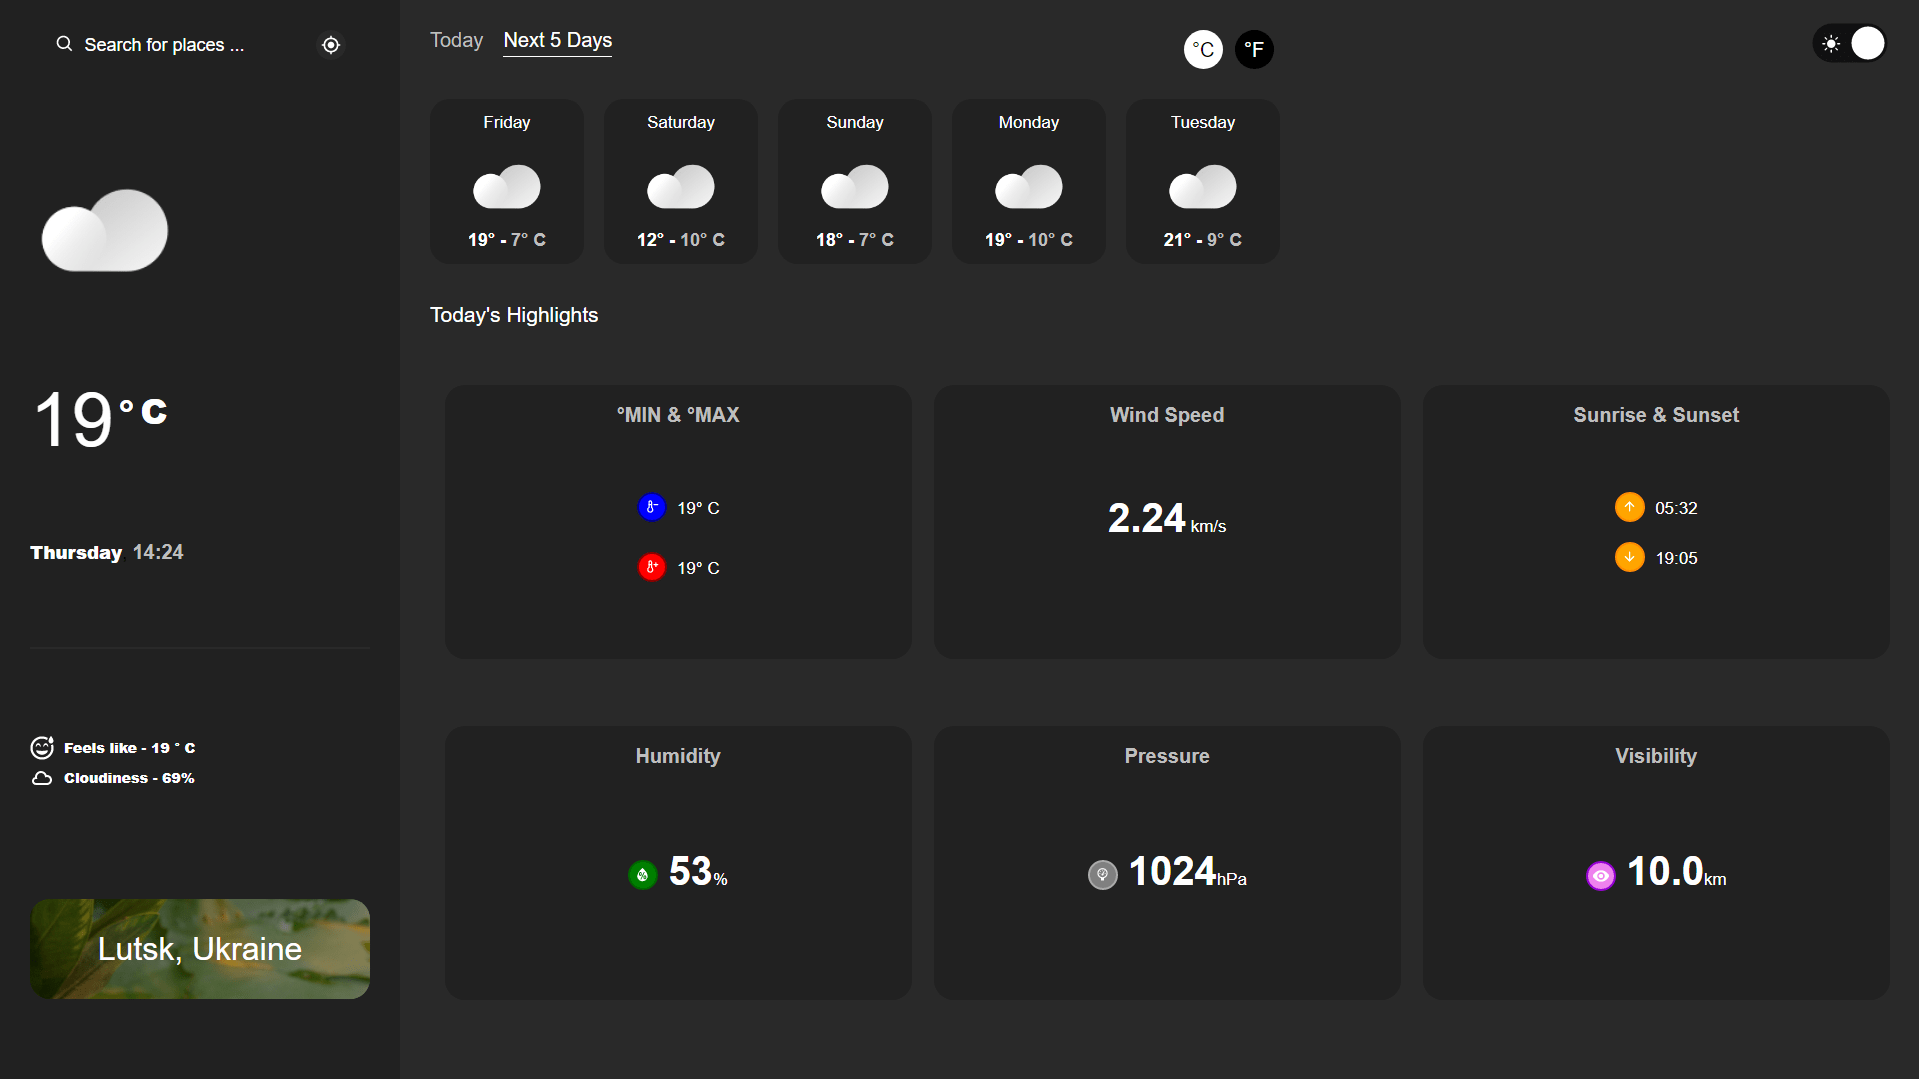 Search for places ...
19°C
Thursday 14:24
Feels like - 19 ° C
Cloudiness - 69%
Lutsk, Ukraine
Today Next 5 Days
°C °F
Friday
19° - 7° C
Saturday
12° - 10° C
Sunday
18° - 7° C
Monday
19° - 10° C
Tuesday
21° - 9° C
Today's Highlights
°MIN & °MAX
19° C
19° C
Wind Speed
2.24 km/s
Sunrise & Sunset
05:32
19:05
Humidity
53%
Pressure
1024hPa
Visibility
10.0km